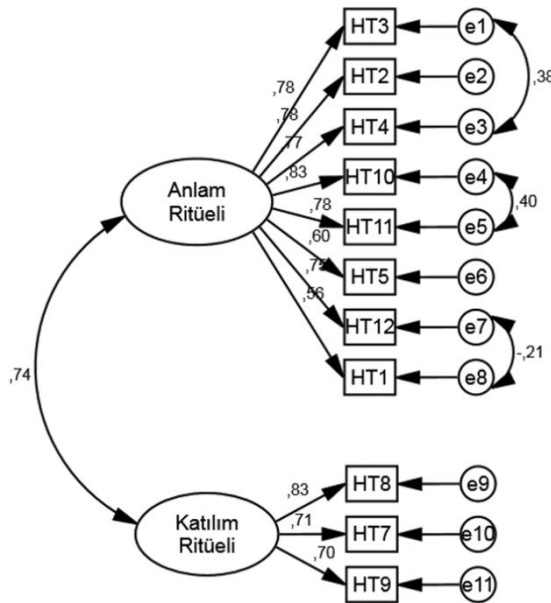 HT3
e1
,38
,78
HT2
e2
,78
HT4
e3
,77
HT10
e4
,83
,40
Anlam
Ritüeli
HT11
e5
,78
HT5
e6
,60
HT12
e7
,75
-,21
HT1
e8
,56
,74
HT8
e9
,83
Katılım
Ritüeli
HT7
e10
,71
HT9
e11
,70